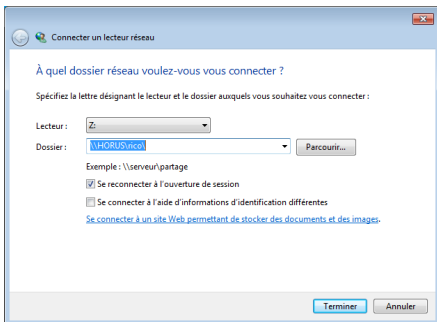 Connecter un lecteur réseau
À quel dossier réseau voulez-vous vous connecter ?
Spécifiez la lettre désignant le lecteur et le dossier auxquels vous souhaitez vous connecter :
Lecteur : Z:
Dossier : \\HORUS\rico\ Parcourir...
Exemple : \\serveur\partage
Se reconnecter à l'ouverture de session
Se connecter à l'aide d'informations d'identification différentes
Se connecter à un site Web permettant de stocker des documents et des images.
Terminer Annuler